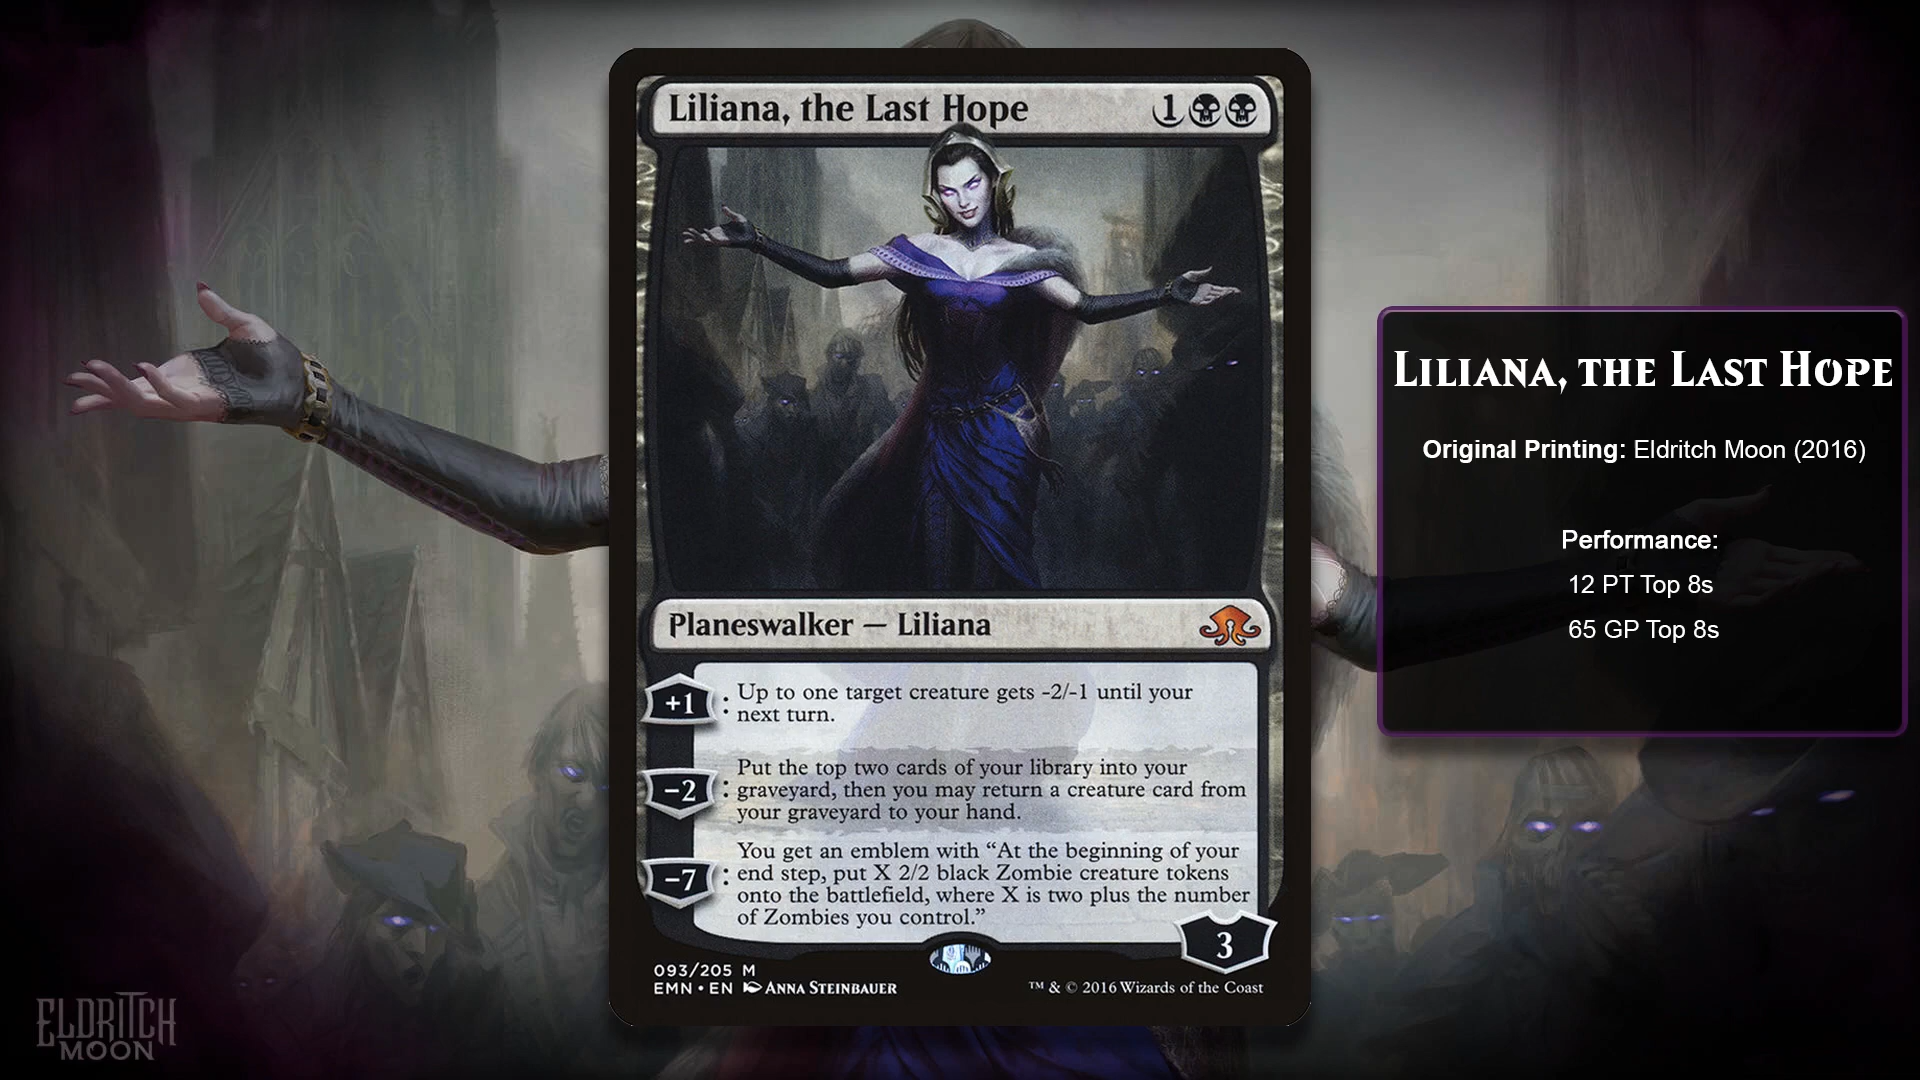 Liliana, the Last Hope
1
Planeswalker — Liliana
+1
: Up to one target creature gets -2/-1 until your
next turn.
−2
Put the top two cards of your library into your
: graveyard, then you may return a creature card from
your graveyard to your hand.
−7
You get an emblem with “At the beginning of your
: end step, put X 2/2 black Zombie creature tokens
onto the battlefield, where X is two plus the number
of Zombies you control.”
3
093/205 M
EMN • EN Anna Steinbauer
™ & © 2016 Wizards of the Coast
Liliana, the Last Hope
Original Printing: Eldritch Moon (2016)
Performance:
12 PT Top 8s
65 GP Top 8s
ELDRITCH
MOON